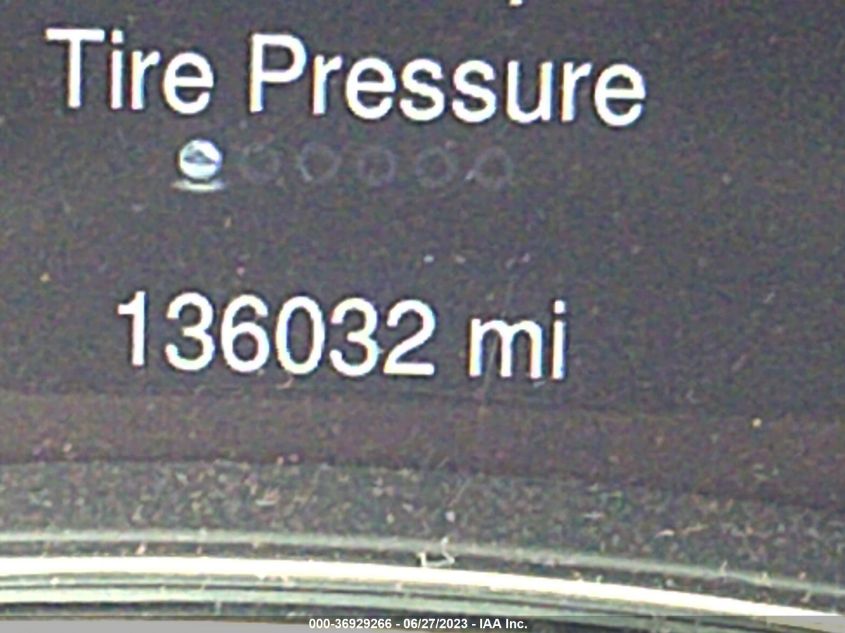 Tire Pressure
136032 mi
000-36929266 - 06/27/2023 - IAA Inc.